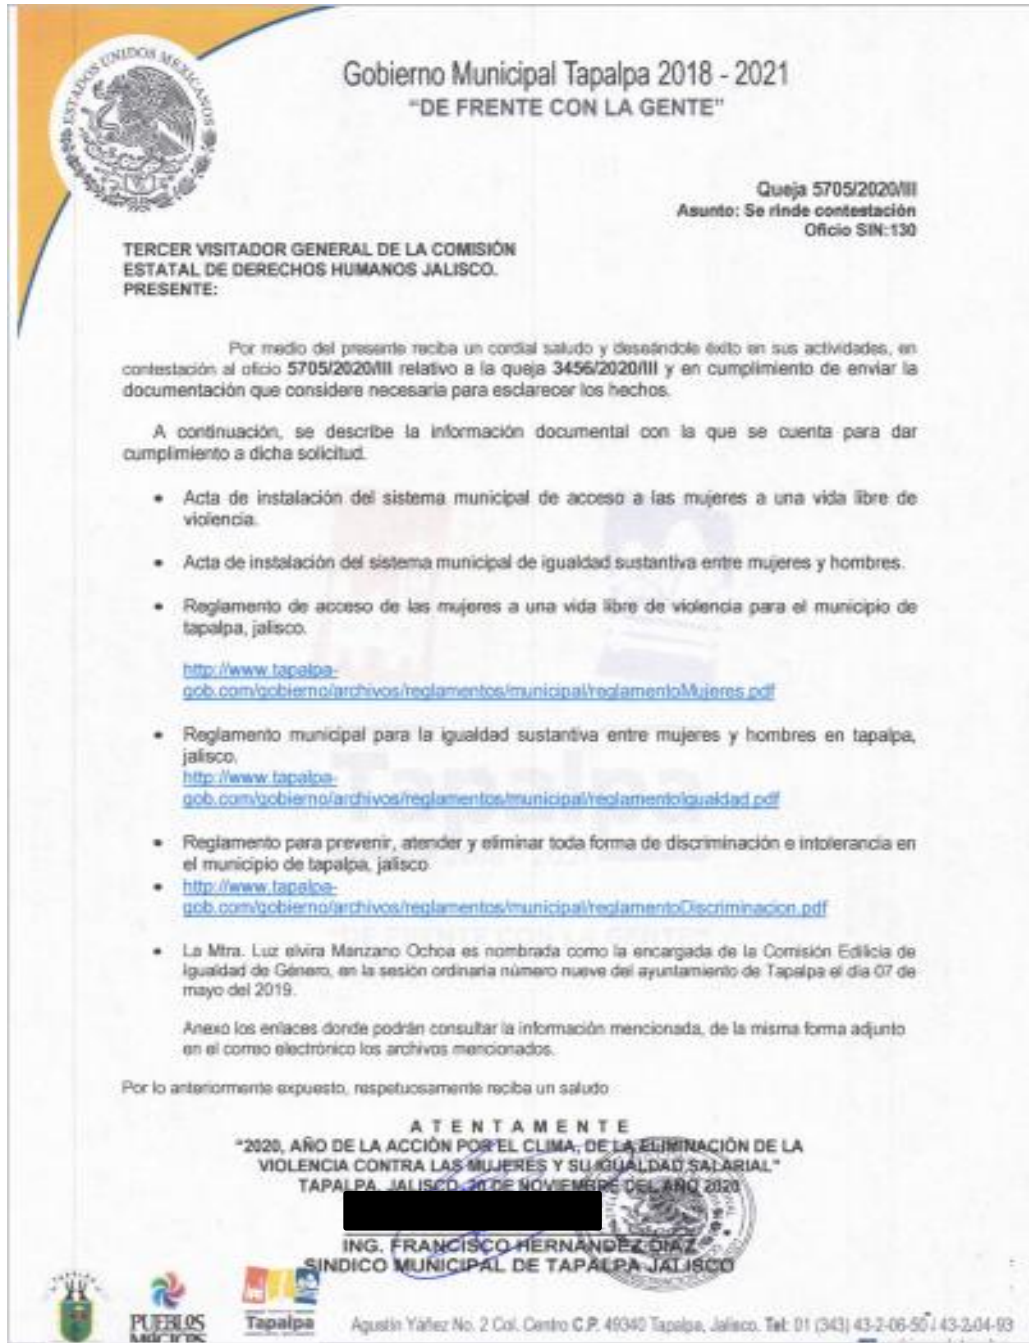 ESTADOS UNIDOS MEXICANOS
Gobierno Municipal Tapalpa 2018 - 2021
“DE FRENTE CON LA GENTE”
Queja 5705/2020/III
Asunto: Se rinde contestación
Oficio SIN:130
TERCER VISITADOR GENERAL DE LA COMISIÓN
ESTATAL DE DERECHOS HUMANOS JALISCO.
PRESENTE:
Por medio del presente reciba un cordial saludo y deseándole éxito en sus actividades, en
contestación al oficio 5705/2020/III relativo a la queja 3456/2020/III y en cumplimiento de enviar la
documentación que considere necesaria para esclarecer los hechos.
A continuación, se describe la información documental con la que se cuenta para dar
cumplimiento a dicha solicitud.
• Acta de instalación del sistema municipal de acceso a las mujeres a una vida libre de
violencia.
• Acta de instalación del sistema municipal de igualdad sustantiva entre mujeres y hombres.
• Reglamento de acceso de las mujeres a una vida libre de violencia para el municipio de
tapalpa, jalisco.
http://www.tapalpa-
gob.com/gobierno/archivos/reglamentos/municipal/reglamentoMujeres.pdf
• Reglamento municipal para la igualdad sustantiva entre mujeres y hombres en tapalpa,
jalisco.
http://www.tapalpa-
gob.com/gobierno/archivos/reglamentos/municipal/reglamentoIgualdad.pdf
• Reglamento para prevenir, atender y eliminar toda forma de discriminación e intolerancia en
el municipio de tapalpa, jalisco
• http://www.tapalpa-
gob.com/gobierno/archivos/reglamentos/municipal/reglamentoDiscriminacion.pdf
• La Mtra. Luz elvira Manzano Ochoa es nombrada como la encargada de la Comisión Edilicia de
Igualdad de Género, en la sesión ordinaria número nueve del ayuntamiento de Tapalpa el día 07 de
mayo del 2019.
Anexo los enlaces donde podrán consultar la información mencionada, de la misma forma adjunto
en el correo electrónico los archivos mencionados.
Por lo anteriormente expuesto, respetuosamente reciba un saludo
A T E N T A M E N T E
“2020, AÑO DE LA ACCIÓN POR EL CLIMA, DE LA ELIMINACIÓN DE LA
VIOLENCIA CONTRA LAS MUJERES Y SU IGUALDAD SALARIAL”
TAPALPA, JALISCO, 20 DE NOVIEMBRE DEL AÑO 2020
ING. FRANCISCO HERNÁNDEZ DIAZ
SINDICO MUNICIPAL DE TAPALPA JALISCO
PUEBLOS
MÁGICOS
Tapalpa
Agustín Yáñez No. 2 Col. Centro C.P. 49340 Tapalpa, Jalisco. Tel: 01 (343) 43-2-06-50 / 43-2-04-93